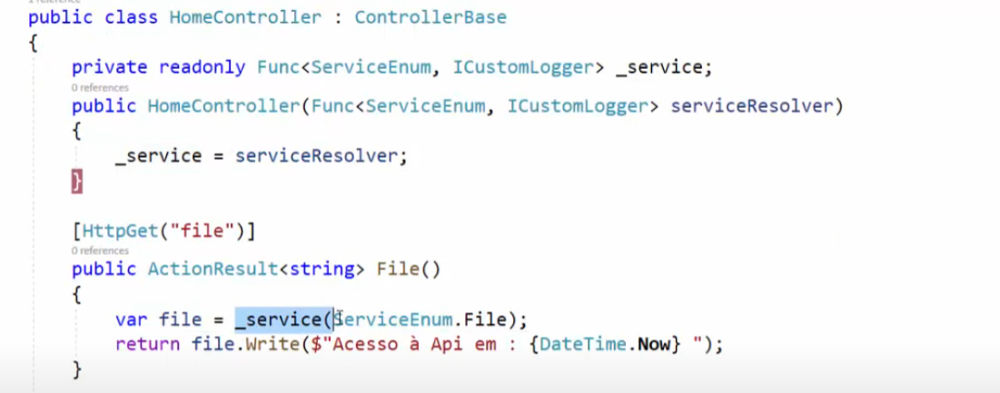 public class HomeController : ControllerBase
{
private readonly Func<ServiceEnum, ICustomLogger> _service;
0 references
public HomeController(Func<ServiceEnum, ICustomLogger> serviceResolver)
{
_service = serviceResolver;
}
[HttpGet("file")]
0 references
public ActionResult<string> File()
{
var file = _service(ServiceEnum.File);
return file.Write($"Acesso à Api em : {DateTime.Now} ");
}